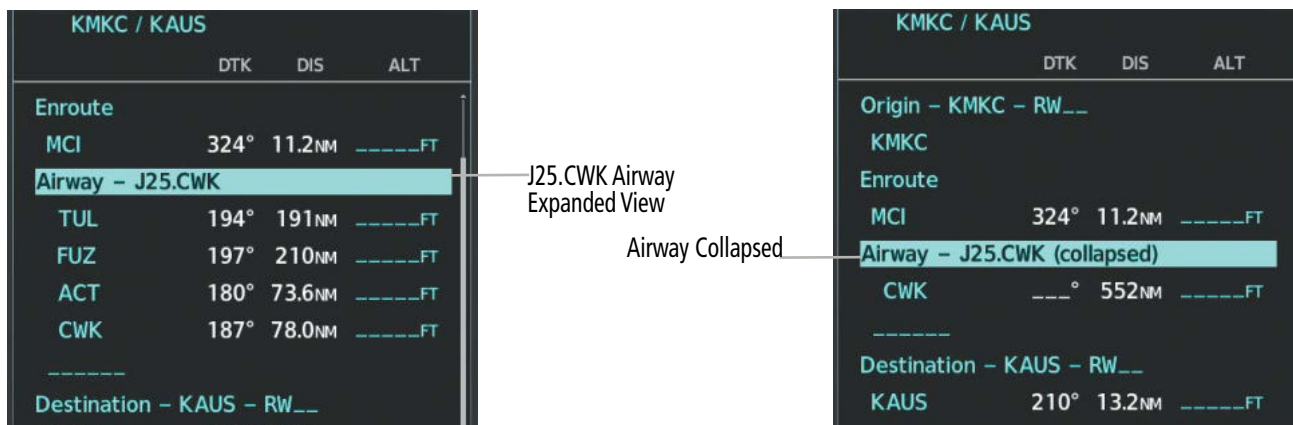 KMKC / KAUS
DTK DIS ALT
Enroute
MCI 324° 11.2NM _____FT
Airway – J25.CWK
TUL 194° 191NM _____FT
FUZ 197° 210NM _____FT
ACT 180° 73.6NM _____FT
CWK 187° 78.0NM _____FT
______
Destination – KAUS – RW__
J25.CWK Airway
Expanded View
Airway Collapsed
KMKC / KAUS
DTK DIS ALT
Origin – KMKC – RW__
KMKC
Enroute
MCI 324° 11.2NM _____FT
Airway – J25.CWK (collapsed)
CWK ___° 552NM _____FT
______
Destination – KAUS – RW__
KAUS 210° 13.2NM _____FT